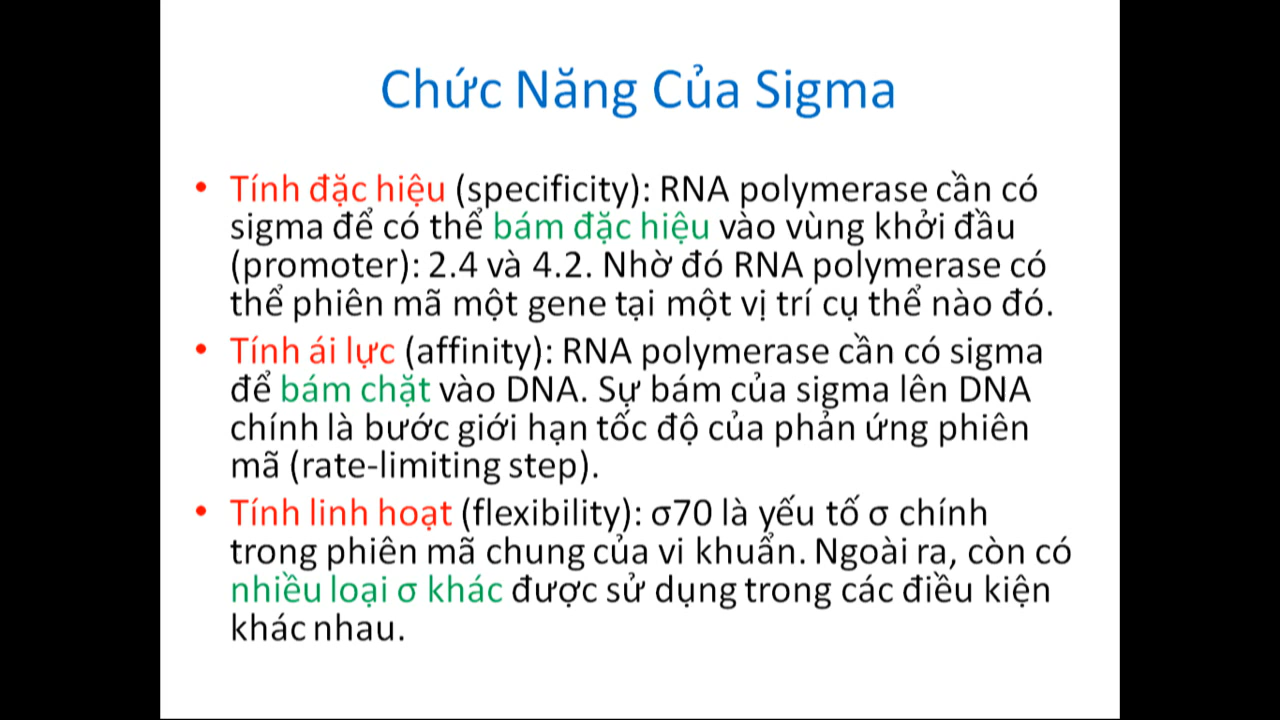 Chức Năng Của Sigma
• Tính đặc hiệu (specificity): RNA polymerase cần có
sigma để có thể bám đặc hiệu vào vùng khởi đầu
(promoter): 2.4 và 4.2. Nhờ đó RNA polymerase có
thể phiên mã một gene tại một vị trí cụ thể nào đó.
• Tính ái lực (affinity): RNA polymerase cần có sigma
để bám chặt vào DNA. Sự bám của sigma lên DNA
chính là bước giới hạn tốc độ của phản ứng phiên
mã (rate-limiting step).
• Tính linh hoạt (flexibility): σ70 là yếu tố σ chính
trong phiên mã chung của vi khuẩn. Ngoài ra, còn có
nhiều loại σ khác được sử dụng trong các điều kiện
khác nhau.